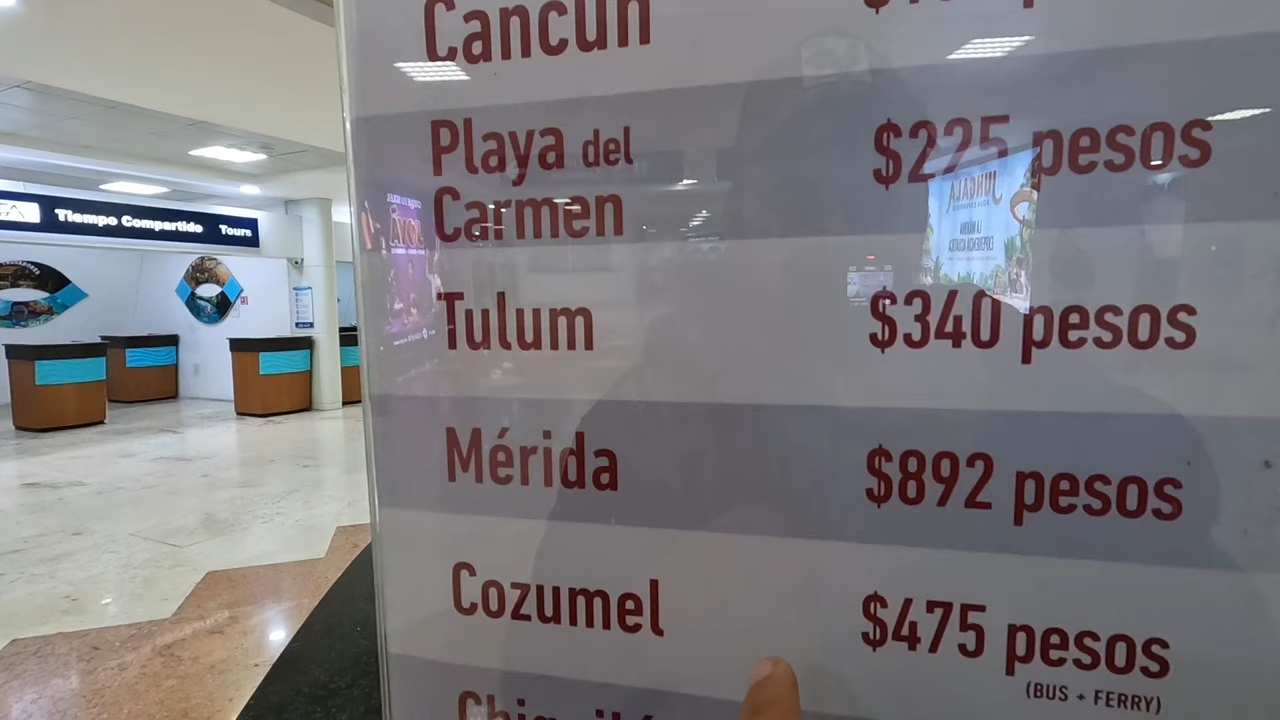 Cancún
Playa del
Carmen
$225 pesos
Tulum
$340 pesos
Mérida
$892 pesos
Cozumel
$475 pesos
(BUS + FERRY)
Tiempo Compartido Tours